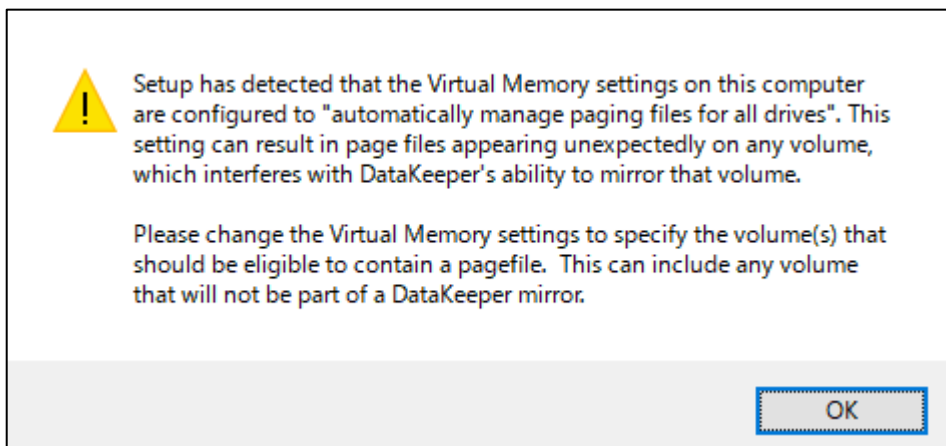 Setup has detected that the Virtual Memory settings on this computer
are configured to "automatically manage paging files for all drives". This
setting can result in page files appearing unexpectedly on any volume,
which interferes with DataKeeper's ability to mirror that volume.
Please change the Virtual Memory settings to specify the volume(s) that
should be eligible to contain a pagefile.  This can include any volume
that will not be part of a DataKeeper mirror.
OK